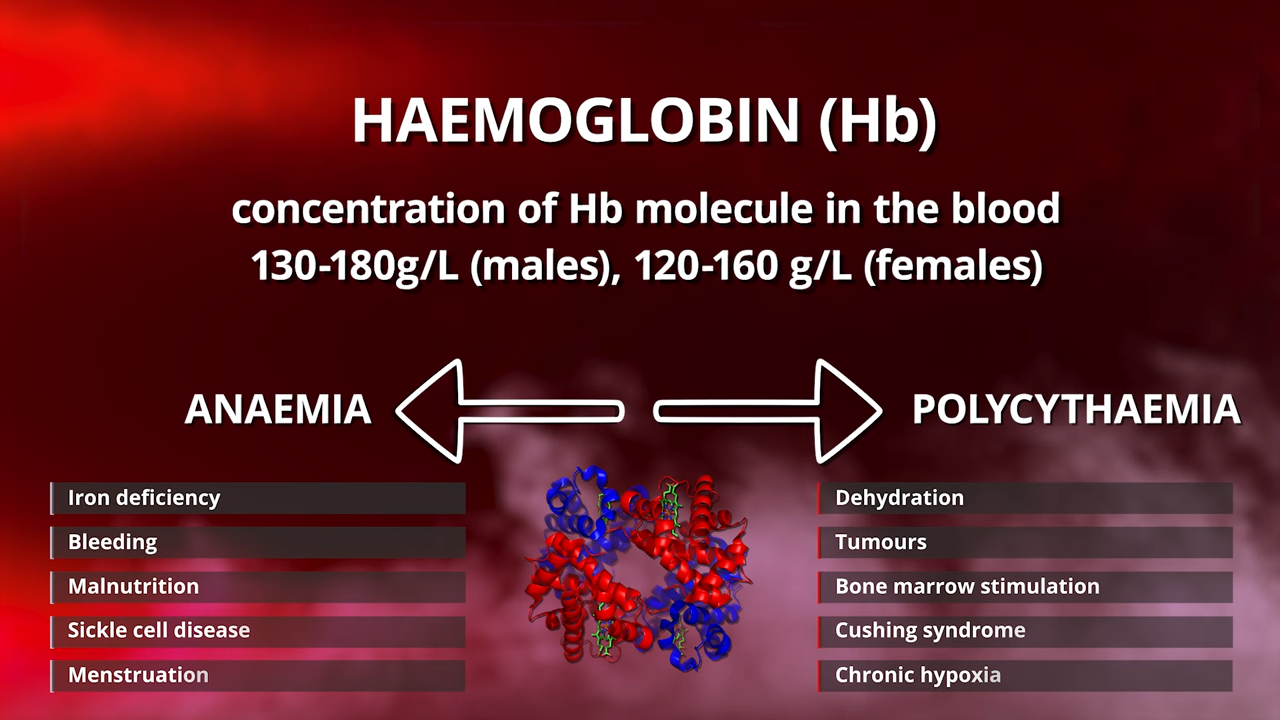 HAEMOGLOBIN (Hb)
concentration of Hb molecule in the blood
130-180g/L (males), 120-160 g/L (females)
ANAEMIA
Iron deficiency
Bleeding
Malnutrition
Sickle cell disease
Menstruation
POLYCYTHAEMIA
Dehydration
Tumours
Bone marrow stimulation
Cushing syndrome
Chronic hypoxia